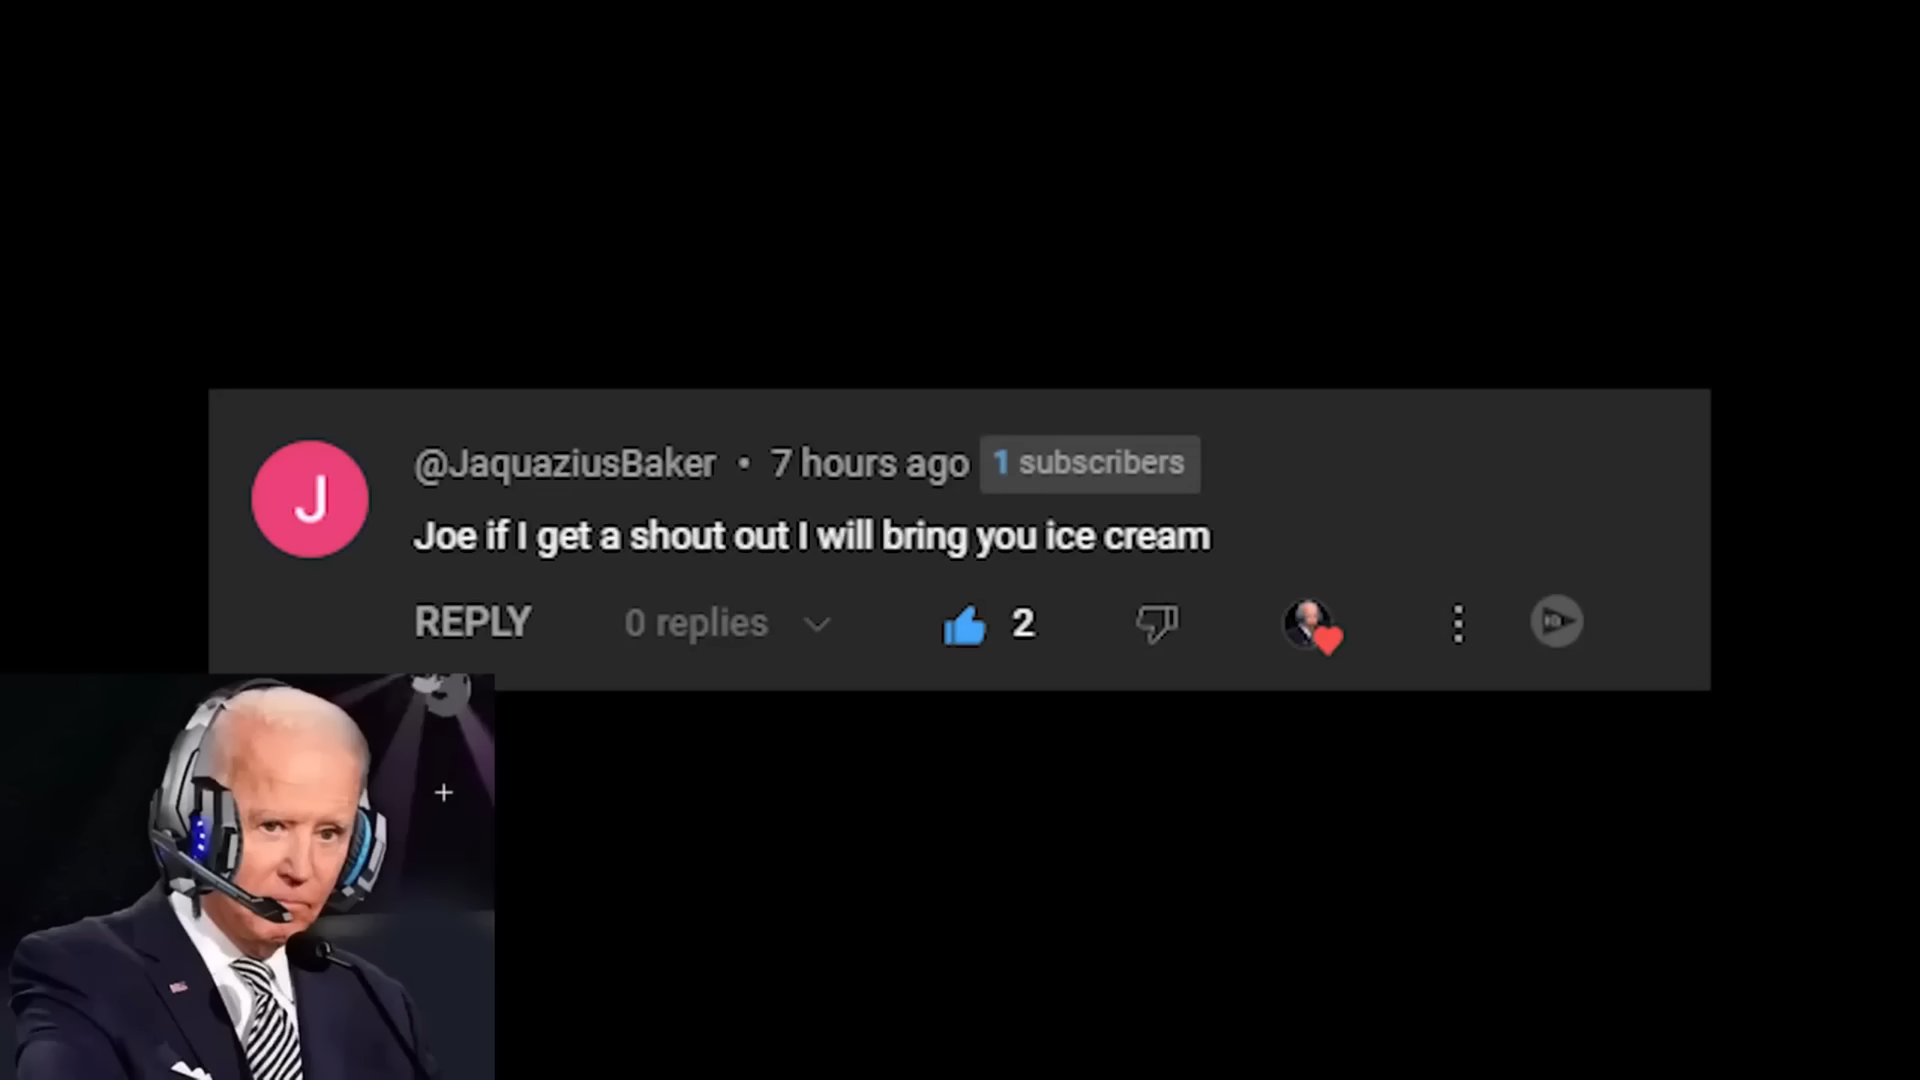 J
@JaquaziusBaker • 7 hours ago 1 subscribers
Joe if I get a shout out I will bring you ice cream
REPLY 0 replies 2